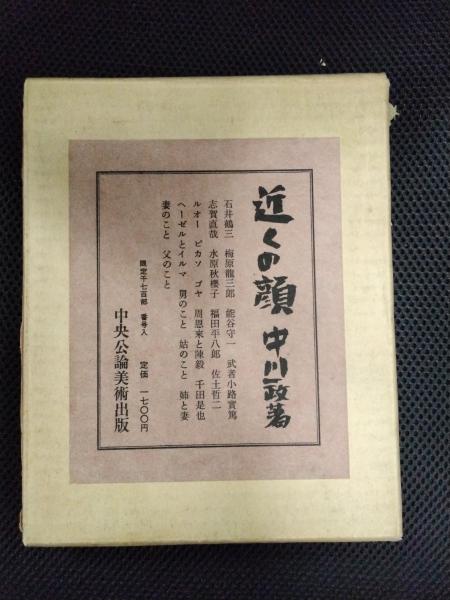 近くの顔 中川一政著
石井鶴三 梅原龍三郎 熊谷守一 武者小路實篤
志賀直哉 水原秋櫻子 福田平八郎 佐土哲二
ルオー ピカソ ゴヤ 周恩来と陳毅 千田是也
ヘーゼルとイルマ 舅のこと 姑のこと 姉と妻
妻のこと 父のこと
限定千七百部 番号入 定価 一七〇〇円
中央公論美術出版